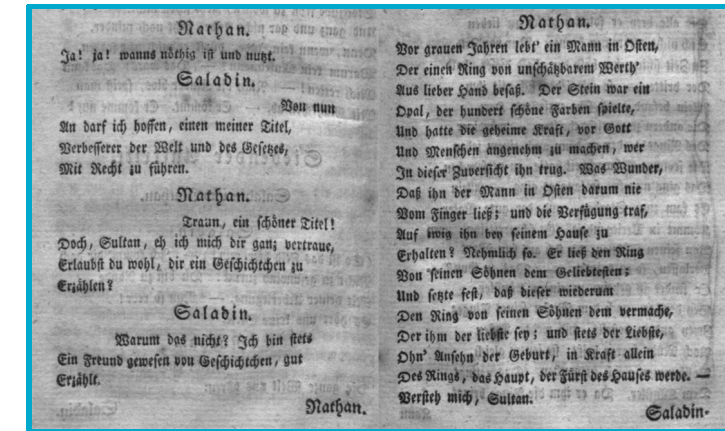 Nathan.
Ja! ja! wanns nöthig ist und nutzt.
Saladin.
Von nun
An darf ich hoffen, einen meiner Titel,
Verbesserer der Welt und des Gesetzes,
Mit Recht zu führen.
Nathan.
Traun, ein schöner Titel!
Doch, Sultan, eh ich mich dir ganz vertraue,
Erlaubst du wohl, dir ein Geschichtchen zu
Erzählen?
Saladin.
Warum das nicht? Ich bin stets
Ein Freund gewesen von Geschichtchen, gut
Erzählt.
Nathan.
Nathan.
Vor grauen Jahren lebt' ein Mann in Osten,
Der einen Ring von unschätzbarem Werth'
Aus lieber Hand besaß. Der Stein war ein
Opal, der hundert schöne Farben spielte,
Und hatte die geheime Kraft, vor Gott
Und Menschen angenehm zu machen, wer
In dieser Zuversicht ihn trug. Was Wunder,
Daß ihn der Mann in Osten darum nie
Vom Finger ließ; und die Verfügung traf,
Auf ewig ihn bey seinem Hause zu
Erhalten? Nehmlich so. Er ließ den Ring
Von seinen Söhnen dem Geliebtesten;
Und setzte fest, daß dieser wiederum
Den Ring von seinen Söhnen dem vermache,
Der ihm der liebste sey; und stets der Liebste,
Ohn' Ansehn der Geburt, in Kraft allein
Des Rings, das Haupt, der Fürst des Hauses werde. —
Versteh mich, Sultan.
Saladin.